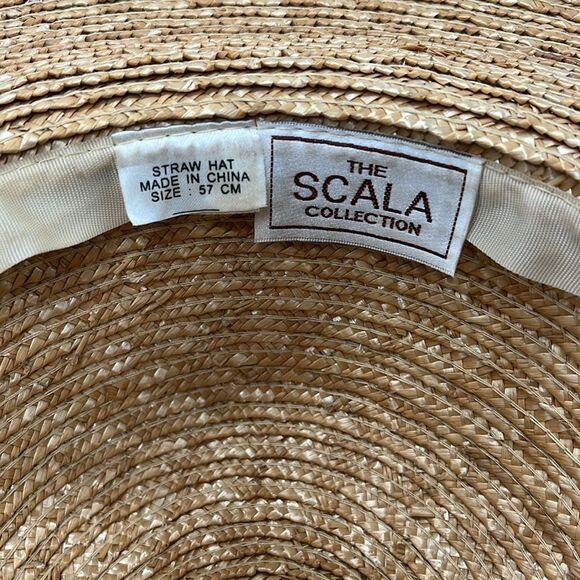 STRAW HAT
MADE IN CHINA
SIZE : 57 CM
THE
SCALA
COLLECTION